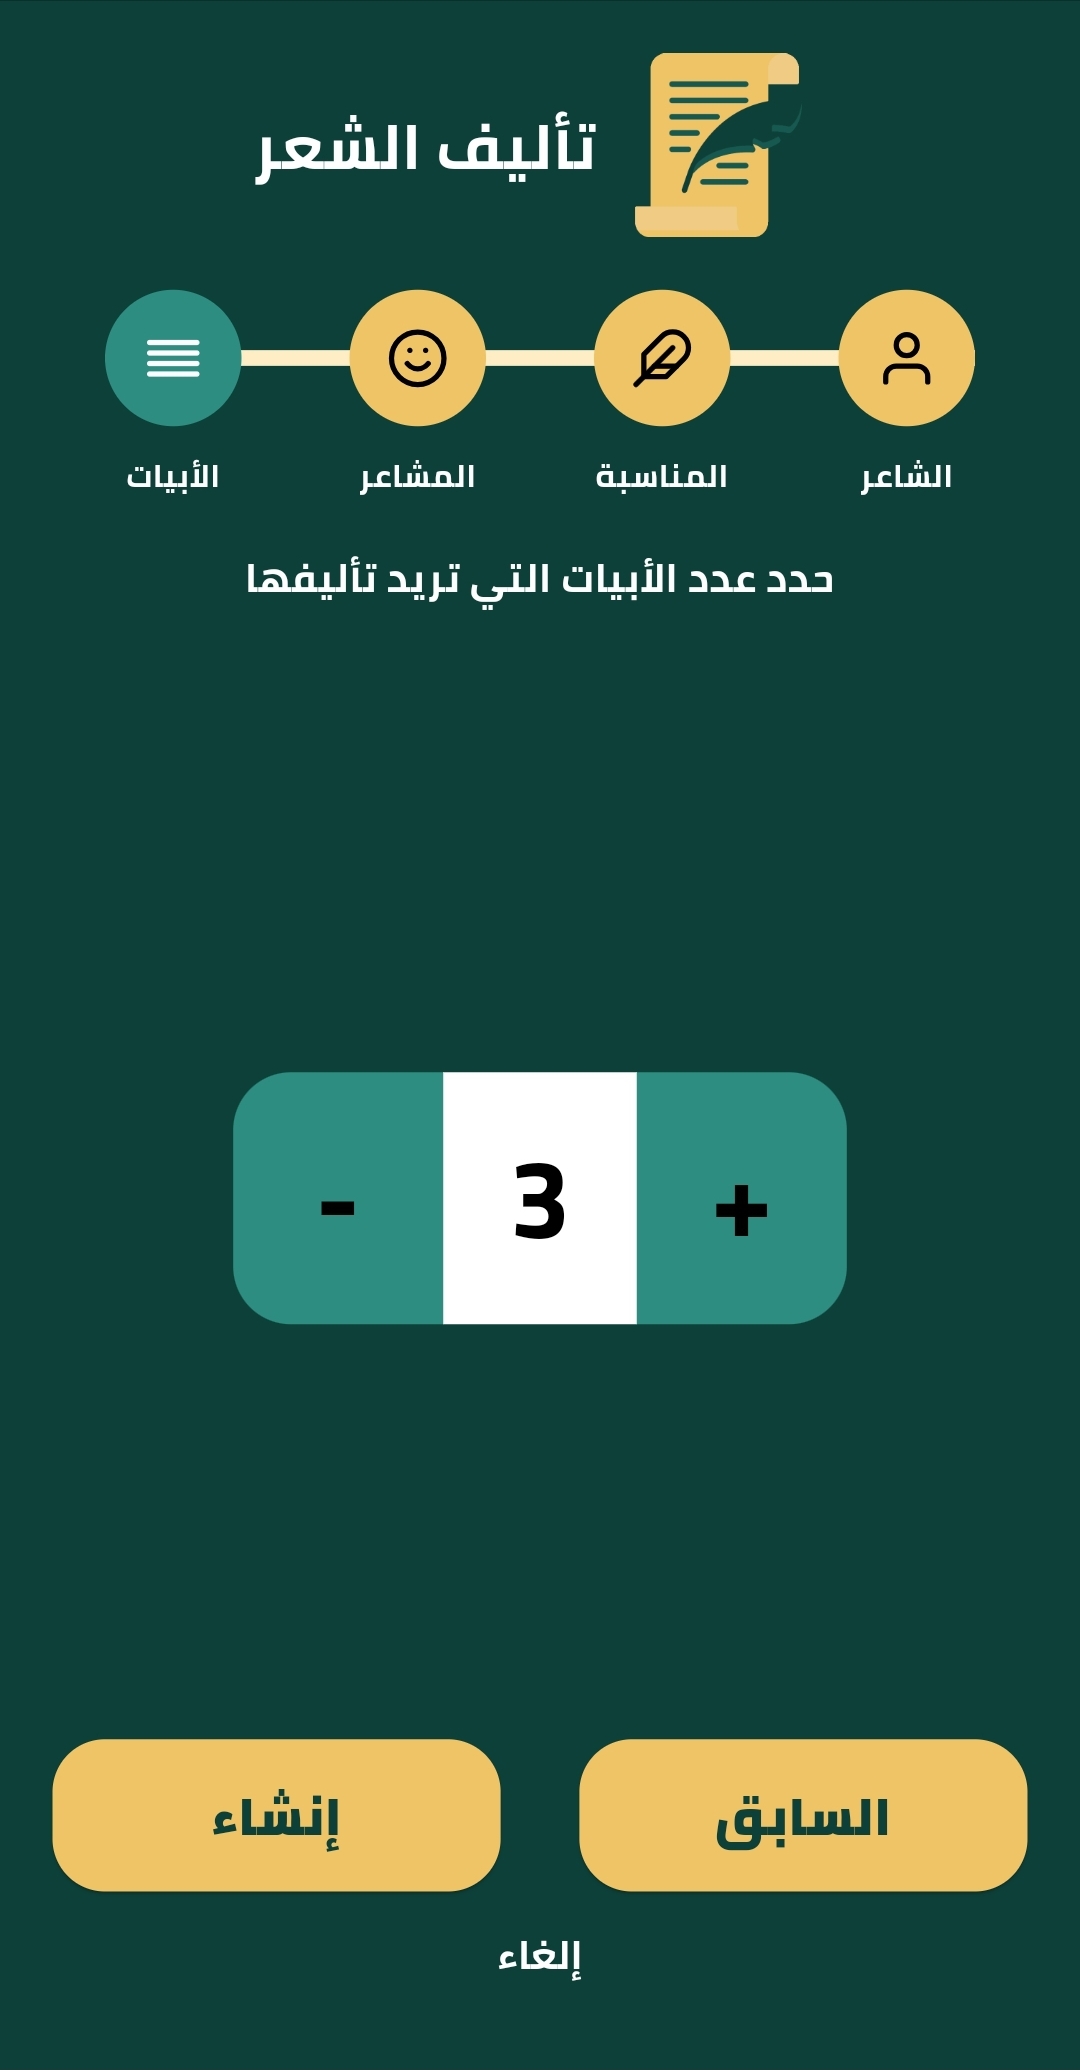 تأليف الشعر
الشاعر المناسبة المشاعر الأبيات
حدد عدد الأبيات التي تريد تأليفها
+ 3 -
السابق إنشاء
إلغاء